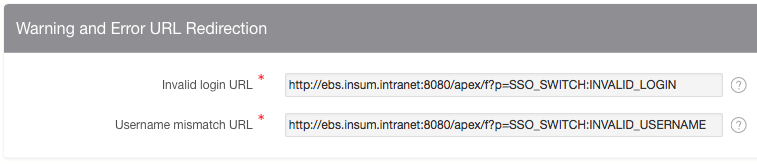 Warning and Error URL Redirection
Invalid login URL * http://ebs.insum.intranet:8080/apex/f?p=SSO_SWITCH:INVALID_LOGIN ?
Username mismatch URL * http://ebs.insum.intranet:8080/apex/f?p=SSO_SWITCH:INVALID_USERNAME ?